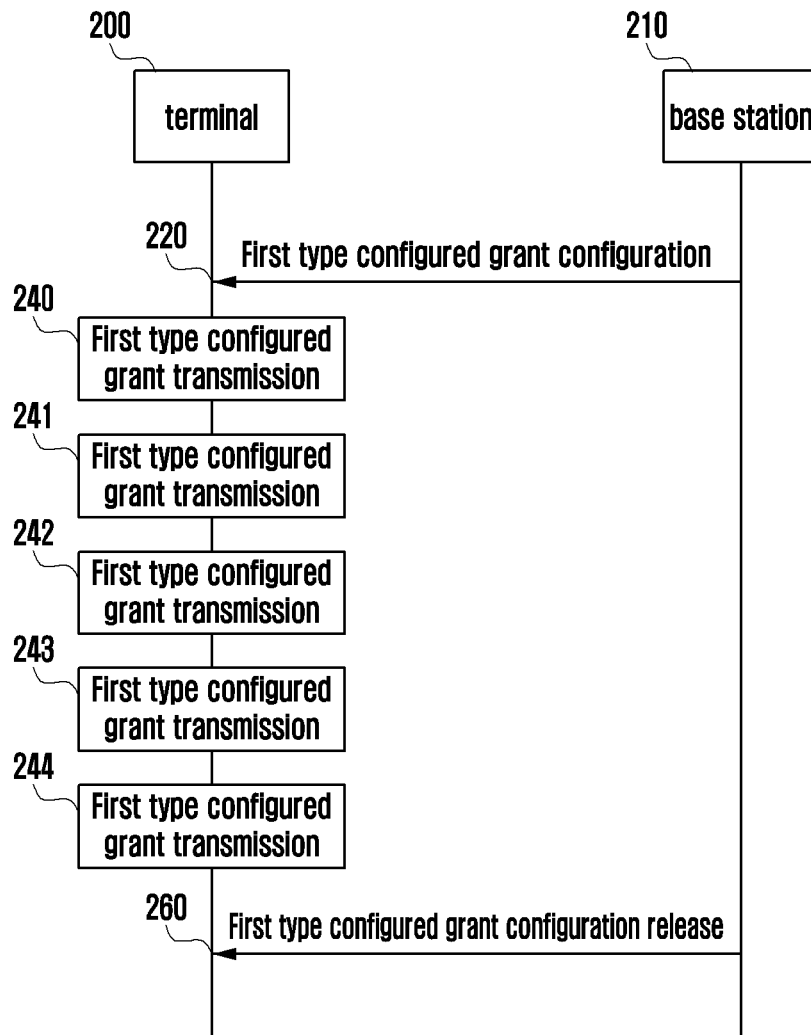 200
210
terminal
base station
220
First type configured grant configuration
240
First type configured
grant transmission
241
First type configured
grant transmission
242
First type configured
grant transmission
243
First type configured
grant transmission
244
First type configured
grant transmission
260
First type configured grant configuration release